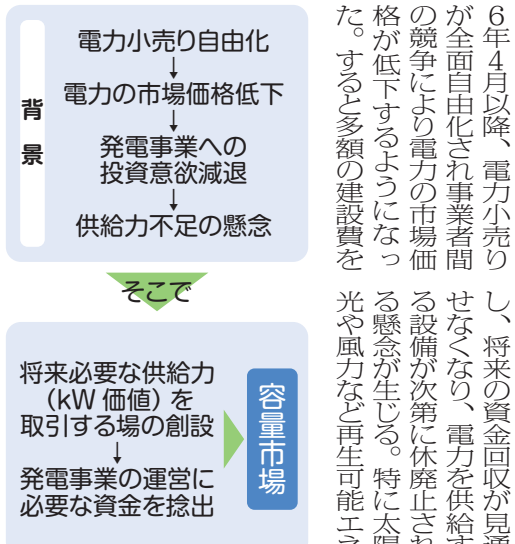 背景
電力小売り自由化
↓
電力の市場価格低下
↓
発電事業への
投資意欲減退
↓
供給力不足の懸念
そこで
将来必要な供給力
(kW 価値)を
取引する場の創設
↓
発電事業の運営に
必要な資金を捻出
容量市場
6年4月以降、電力小売り
が全面自由化され事業者間
の競争により電力の市場価
格が低下するようになっ
た。すると多額の建設費を
し、将来の資金回収が見通
せなくなり、電力を供給す
る設備が次第に休廃止され
る懸念が生じる。特に太陽
光や風力など再生可能エネ